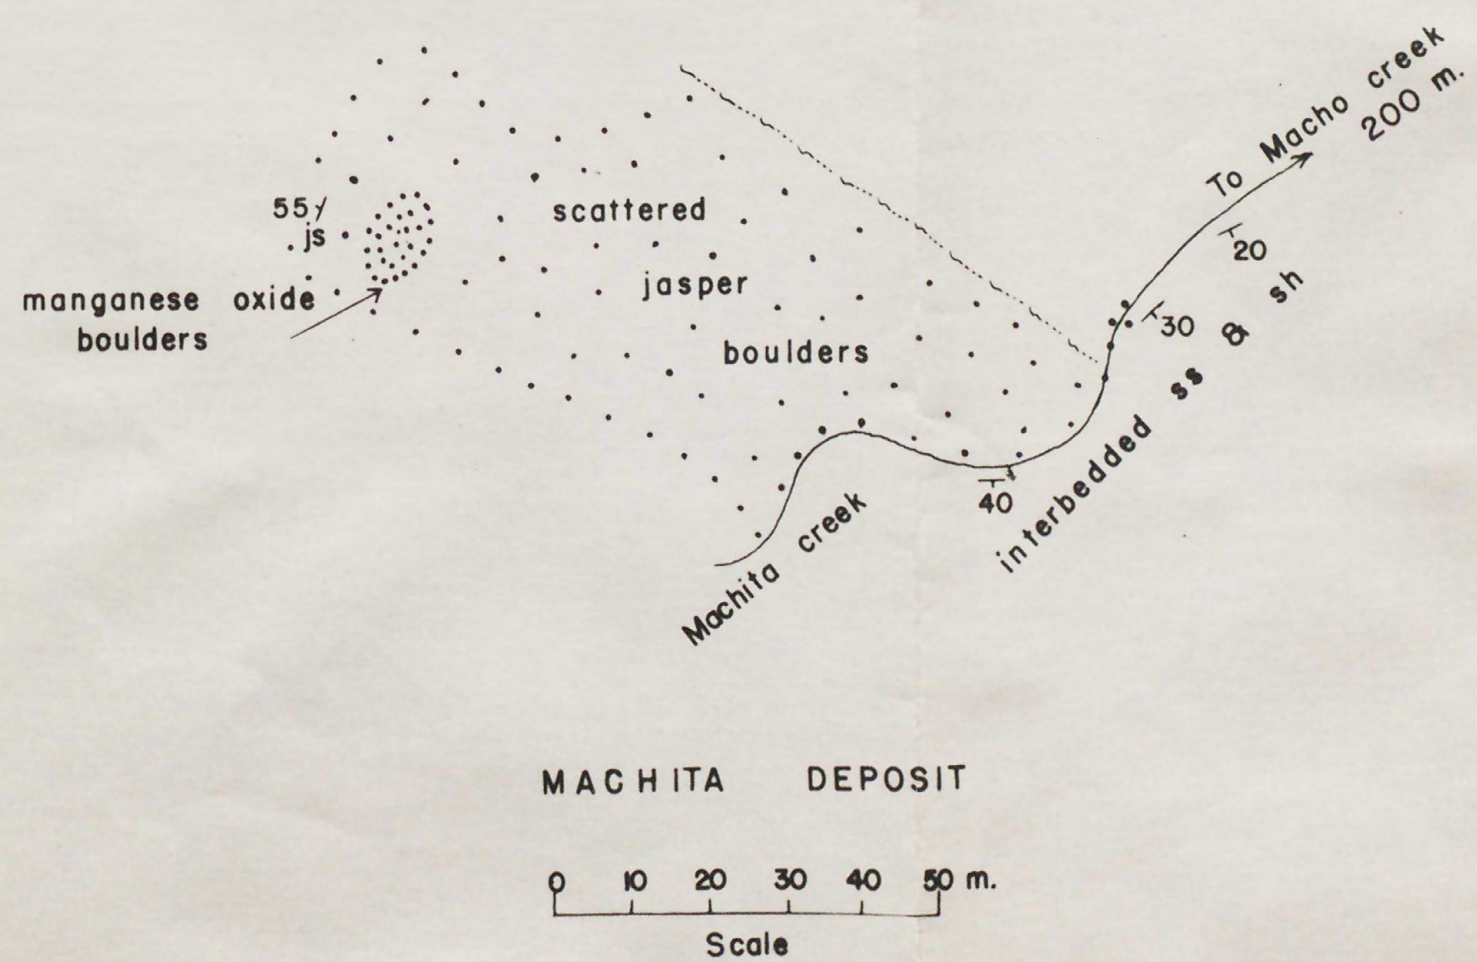 To Macho creek
200 m.
55
js
scattered
20
jasper
sh
manganese oxide
boulders
30
&
boulders
ss
interbedded
40
Machita creek
MACHITA DEPOSIT
0 10 20 30 40 50 m.
Scale